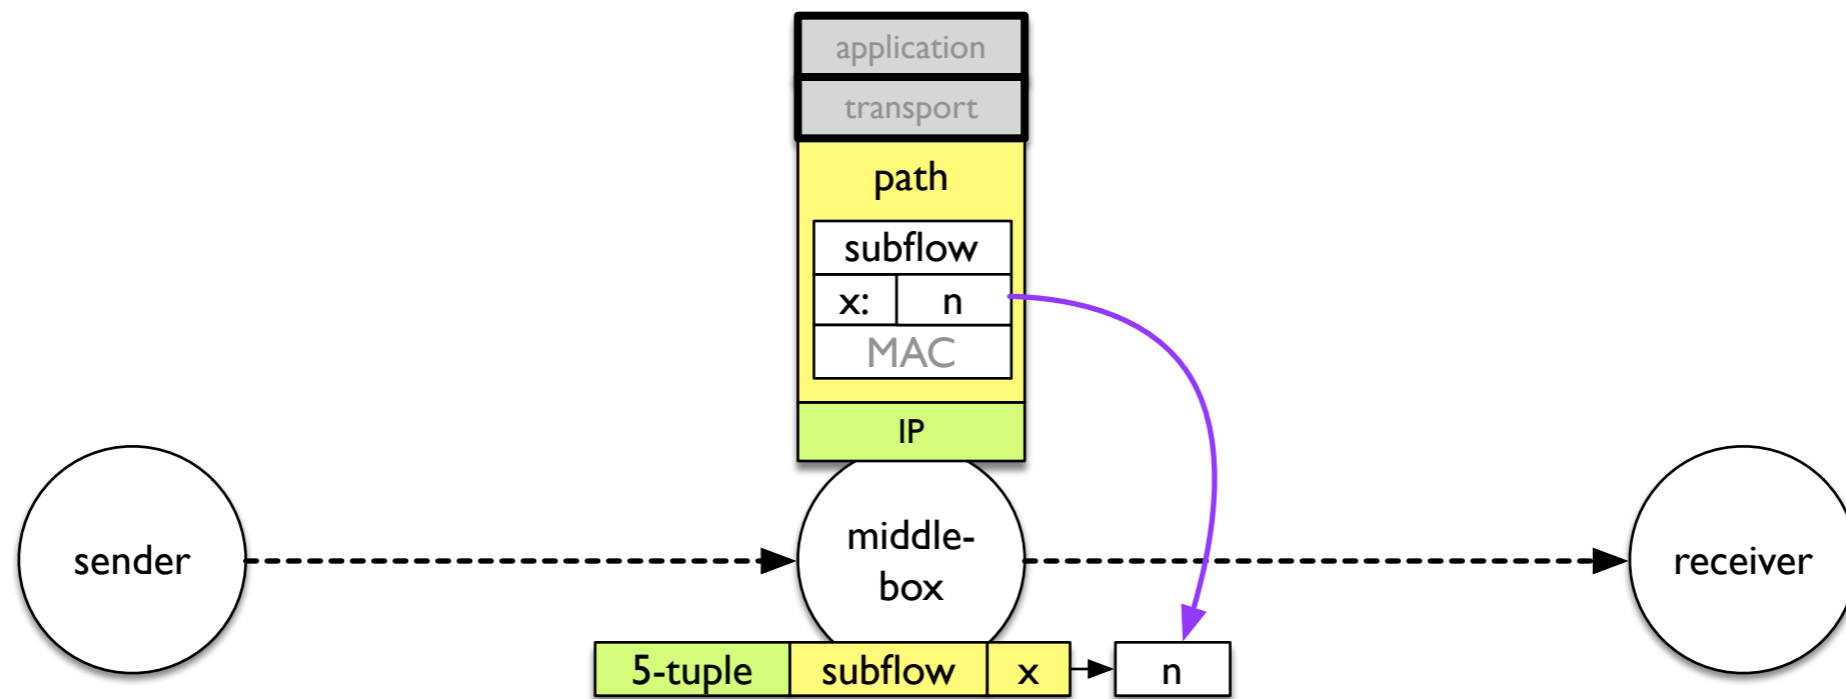 application
transport
path
subflow
x: n
MAC
IP
sender
middle-
box
receiver
5-tuple subflow x n